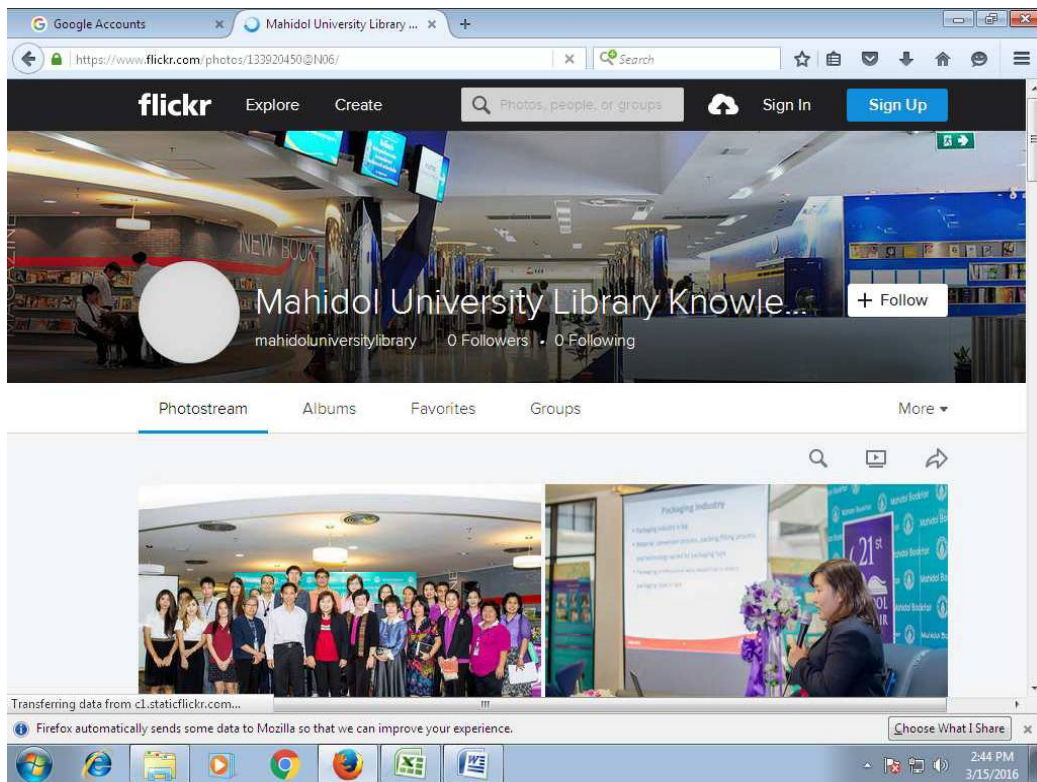 Google Accounts
Mahidol University Library ...
https://www.flickr.com/photos/133920450@N06/
Search
flickr
Explore
Create
Photos, people, or groups
Sign In
Sign Up
NEW BOOK
Mahidol University Library Knowle...
+ Follow
mahidoluniversitylibrary
0 Followers • 0 Following
Photostream
Albums
Favorites
Groups
More
Packaging Industry
21st
Mahidol Bookfair
Transferring data from c1.staticflickr.com...
Firefox automatically sends some data to Mozilla so that we can improve your experience.
Choose What I Share
2:44 PM
3/15/2016